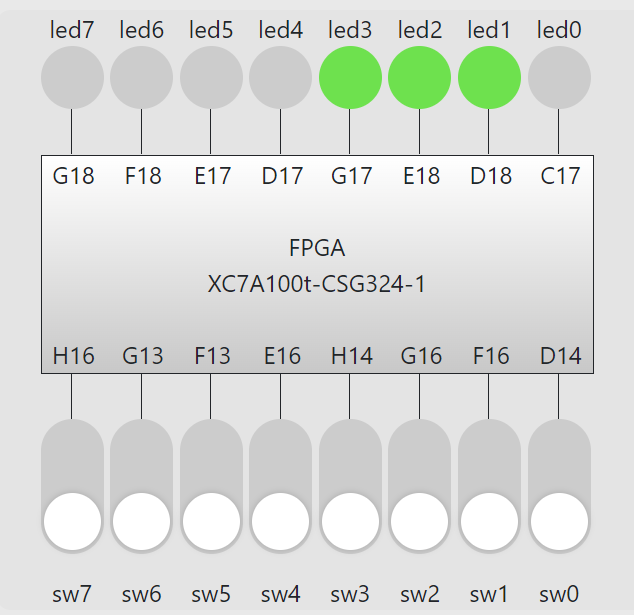 led7 led6 led5 led4 led3 led2 led1 led0
G18 F18 E17 D17 G17 E18 D18 C17
FPGA
XC7A100t-CSG324-1
H16 G13 F13 E16 H14 G16 F16 D14
sw7 sw6 sw5 sw4 sw3 sw2 sw1 sw0